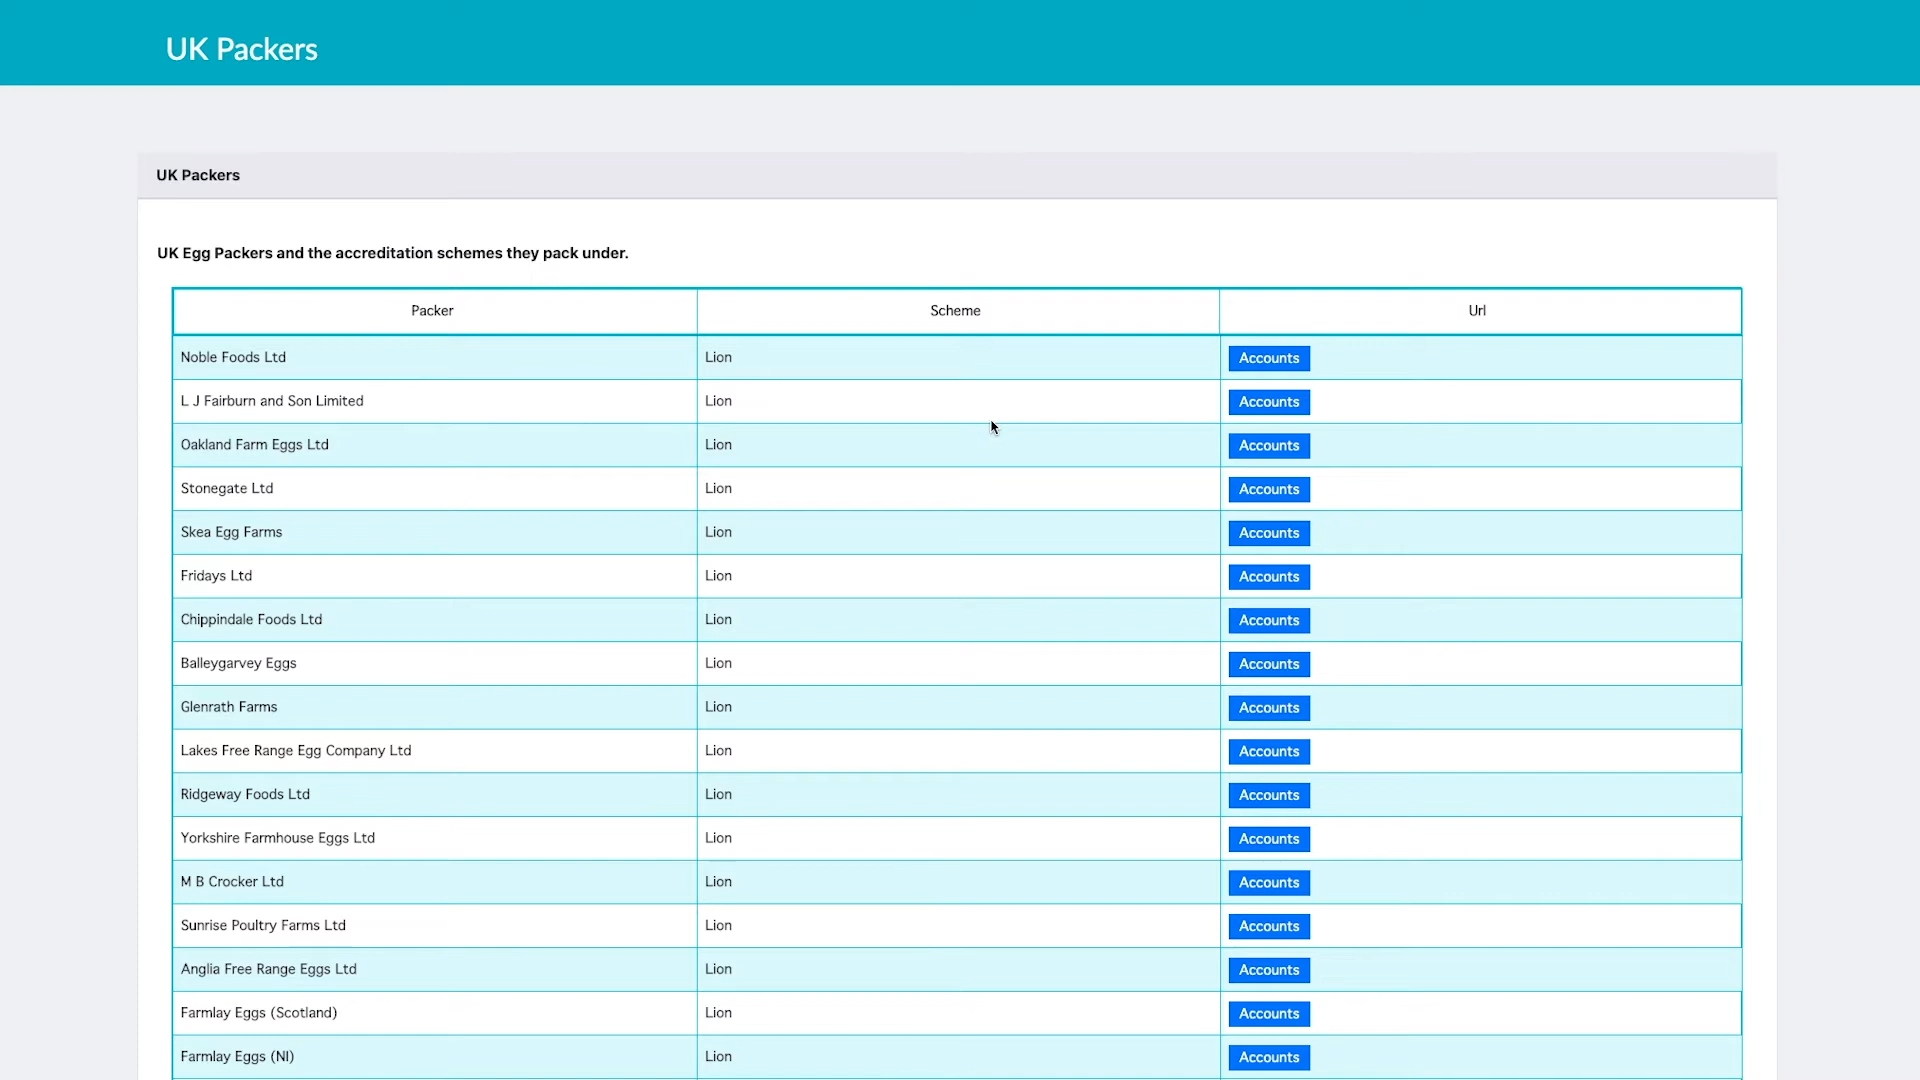 UK Packers
UK Packers
UK Egg Packers and the accreditation schemes they pack under.
Packer Scheme Url
Noble Foods Ltd Lion Accounts
L J Fairburn and Son Limited Lion Accounts
Oakland Farm Eggs Ltd Lion Accounts
Stonegate Ltd Lion Accounts
Skea Egg Farms Lion Accounts
Fridays Ltd Lion Accounts
Chippindale Foods Ltd Lion Accounts
Balleygarvey Eggs Lion Accounts
Glenrath Farms Lion Accounts
Lakes Free Range Egg Company Ltd Lion Accounts
Ridgeway Foods Ltd Lion Accounts
Yorkshire Farmhouse Eggs Ltd Lion Accounts
M B Crocker Ltd Lion Accounts
Sunrise Poultry Farms Ltd Lion Accounts
Anglia Free Range Eggs Ltd Lion Accounts
Farmlay Eggs (Scotland) Lion Accounts
Farmlay Eggs (NI) Lion Accounts